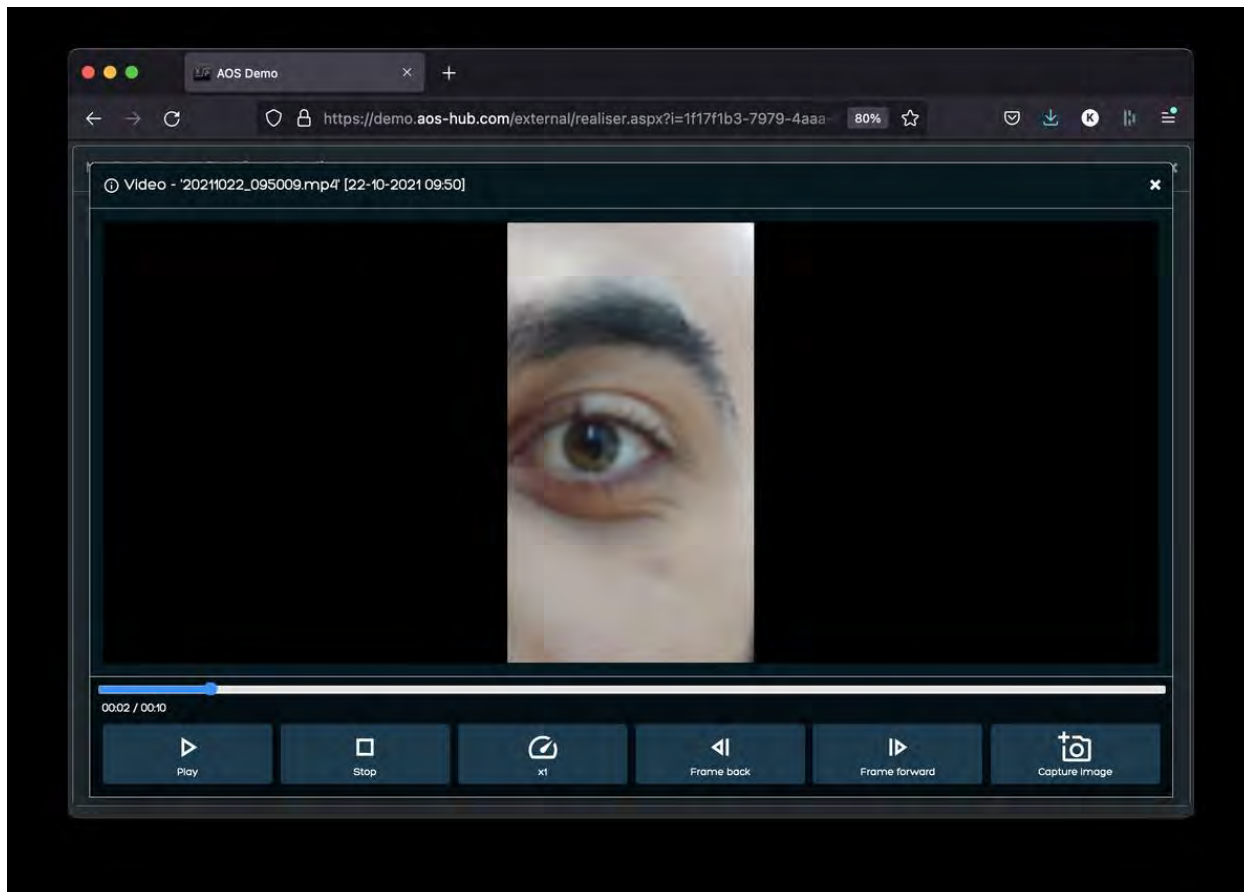 AOS Demo
https://demo.aos-hub.com/external/realiser.aspx?i=1f17f1b3-7979-4aaa-
80%
K
Video - '20211022_095009.mp4' [22-10-2021 09:50]
00:02 / 00:10
Play
Stop
x1
Frame back
Frame forward
Capture image